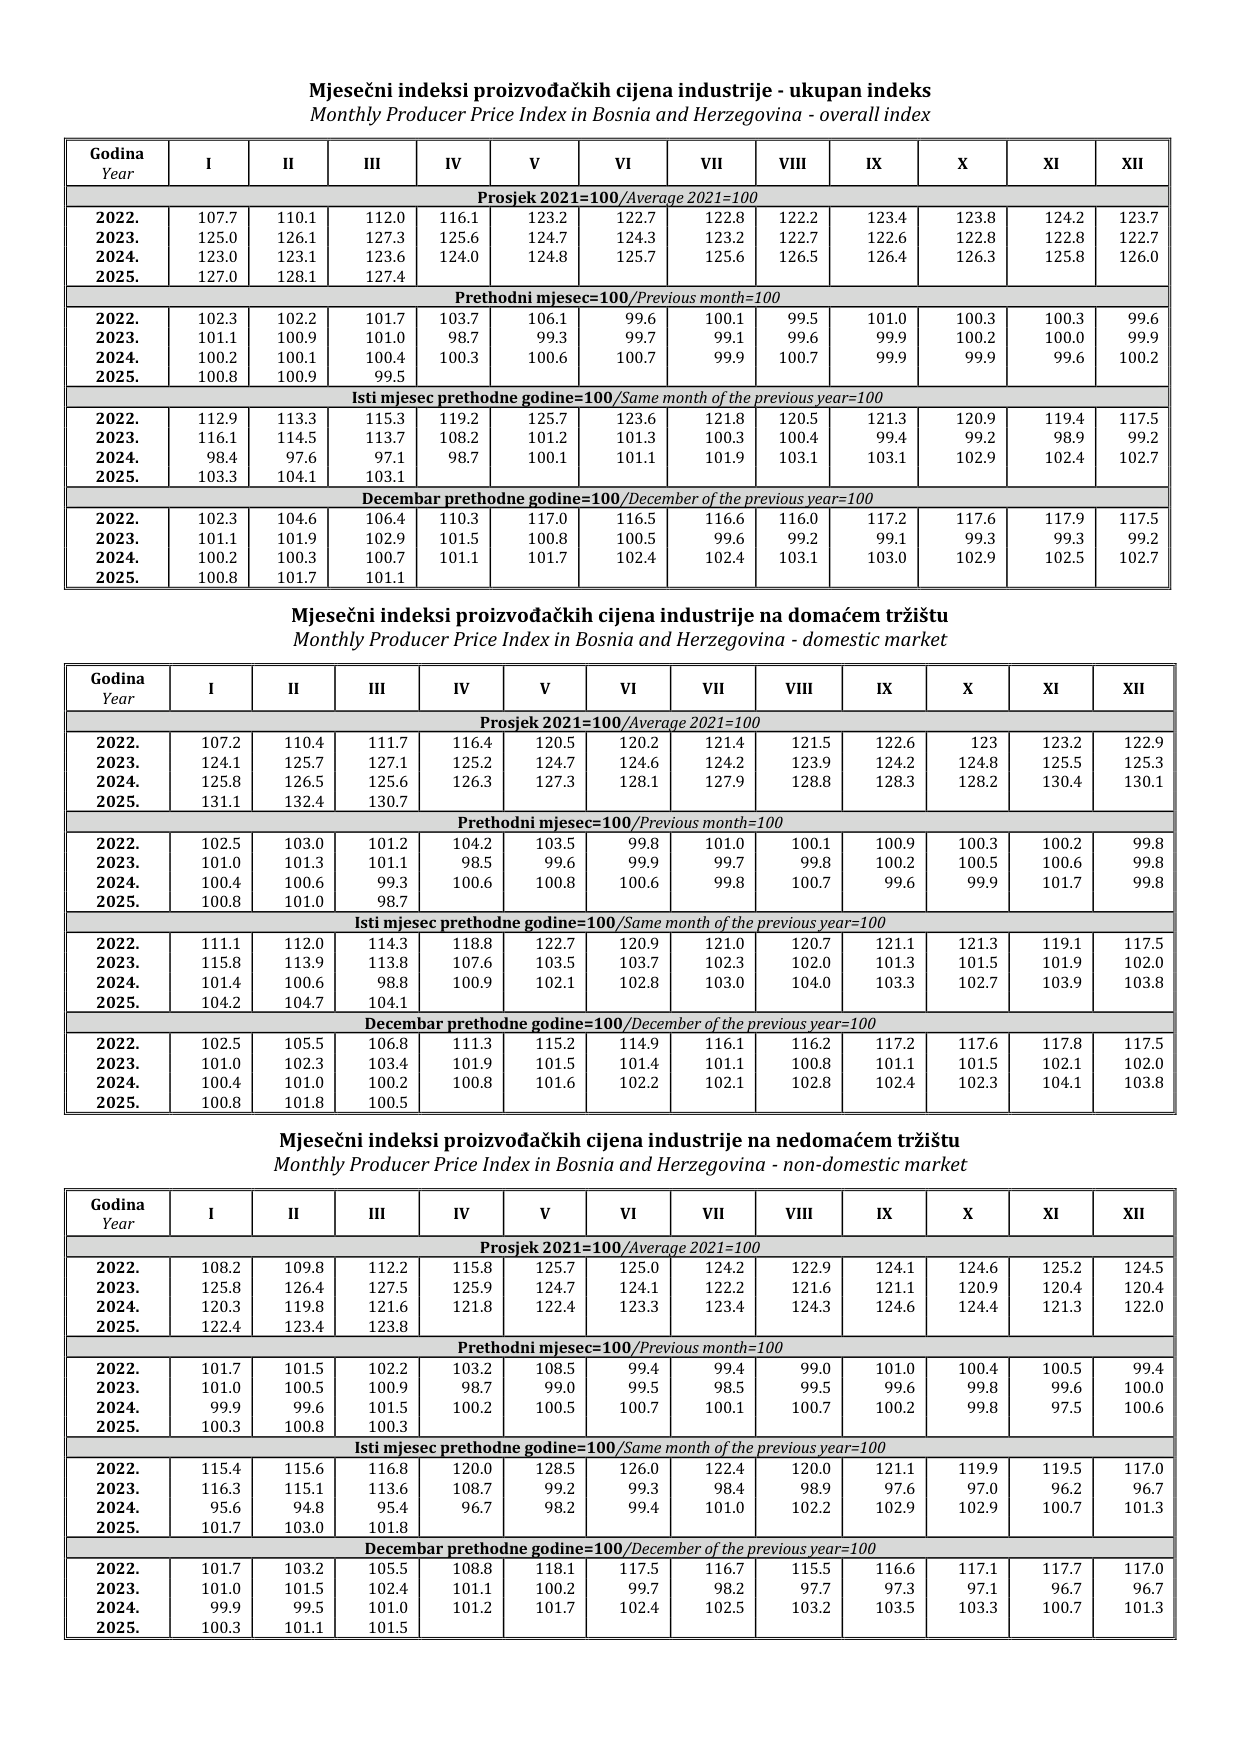 Mjesečni indeksi proizvođačkih cijena industrije - ukupan indeks
Monthly Producer Price Index in Bosnia and Herzegovina - overall index
Godina I II III IV V VI VII VIII IX X XI XII
Year
Prosjek 2021=100/Average 2021=100
2022. 107.7 110.1 112.0 116.1 123.2 122.7 122.8 122.2 123.4 123.8 124.2 123.7
2023. 125.0 126.1 127.3 125.6 124.7 124.3 123.2 122.7 122.6 122.8 122.8 122.7
2024. 123.0 123.1 123.6 124.0 124.8 125.7 125.6 126.5 126.4 126.3 125.8 126.0
2025. 127.0 128.1 127.4
Prethodni mjesec=100/Previous month=100
2022. 102.3 102.2 101.7 103.7 106.1 99.6 100.1 99.5 101.0 100.3 100.3 99.6
2023. 101.1 100.9 101.0 98.7 99.3 99.7 99.1 99.6 99.9 100.2 100.0 99.9
2024. 100.2 100.1 100.4 100.3 100.6 100.7 99.9 100.7 99.9 99.9 99.6 100.2
2025. 100.8 100.9 99.5
Isti mjesec prethodne godine=100/Same month of the previous year=100
2022. 112.9 113.3 115.3 119.2 125.7 123.6 121.8 120.5 121.3 120.9 119.4 117.5
2023. 116.1 114.5 113.7 108.2 101.2 101.3 100.3 100.4 99.4 99.2 98.9 99.2
2024. 98.4 97.6 97.1 98.7 100.1 101.1 101.9 103.1 103.1 102.9 102.4 102.7
2025. 103.3 104.1 103.1
Decembar prethodne godine=100/December of the previous year=100
2022. 102.3 104.6 106.4 110.3 117.0 116.5 116.6 116.0 117.2 117.6 117.9 117.5
2023. 101.1 101.9 102.9 101.5 100.8 100.5 99.6 99.2 99.1 99.3 99.3 99.2
2024. 100.2 100.3 100.7 101.1 101.7 102.4 102.4 103.1 103.0 102.9 102.5 102.7
2025. 100.8 101.7 101.1
Mjesečni indeksi proizvođačkih cijena industrije na domaćem tržištu
Monthly Producer Price Index in Bosnia and Herzegovina - domestic market
Godina I II III IV V VI VII VIII IX X XI XII
Year
Prosjek 2021=100/Average 2021=100
2022. 107.2 110.4 111.7 116.4 120.5 120.2 121.4 121.5 122.6 123 123.2 122.9
2023. 124.1 125.7 127.1 125.2 124.7 124.6 124.2 123.9 124.2 124.8 125.5 125.3
2024. 125.8 126.5 125.6 126.3 127.3 128.1 127.9 128.8 128.3 128.2 130.4 130.1
2025. 131.1 132.4 130.7
Prethodni mjesec=100/Previous month=100
2022. 102.5 103.0 101.2 104.2 103.5 99.8 101.0 100.1 100.9 100.3 100.2 99.8
2023. 101.0 101.3 101.1 98.5 99.6 99.9 99.7 99.8 100.2 100.5 100.6 99.8
2024. 100.4 100.6 99.3 100.6 100.8 100.6 99.8 100.7 99.6 99.9 101.7 99.8
2025. 100.8 101.0 98.7
Isti mjesec prethodne godine=100/Same month of the previous year=100
2022. 111.1 112.0 114.3 118.8 122.7 120.9 121.0 120.7 121.1 121.3 119.1 117.5
2023. 115.8 113.9 113.8 107.6 103.5 103.7 102.3 102.0 101.3 101.5 101.9 102.0
2024. 101.4 100.6 98.8 100.9 102.1 102.8 103.0 104.0 103.3 102.7 103.9 103.8
2025. 104.2 104.7 104.1
Decembar prethodne godine=100/December of the previous year=100
2022. 102.5 105.5 106.8 111.3 115.2 114.9 116.1 116.2 117.2 117.6 117.8 117.5
2023. 101.0 102.3 103.4 101.9 101.5 101.4 101.1 100.8 101.1 101.5 102.1 102.0
2024. 100.4 101.0 100.2 100.8 101.6 102.2 102.1 102.8 102.4 102.3 104.1 103.8
2025. 100.8 101.8 100.5
Mjesečni indeksi proizvođačkih cijena industrije na nedomaćem tržištu
Monthly Producer Price Index in Bosnia and Herzegovina - non-domestic market
Godina I II III IV V VI VII VIII IX X XI XII
Year
Prosjek 2021=100/Average 2021=100
2022. 108.2 109.8 112.2 115.8 125.7 125.0 124.2 122.9 124.1 124.6 125.2 124.5
2023. 125.8 126.4 127.5 125.9 124.7 124.1 122.2 121.6 121.1 120.9 120.4 120.4
2024. 120.3 119.8 121.6 121.8 122.4 123.3 123.4 124.3 124.6 124.4 121.3 122.0
2025. 122.4 123.4 123.8
Prethodni mjesec=100/Previous month=100
2022. 101.7 101.5 102.2 103.2 108.5 99.4 99.4 99.0 101.0 100.4 100.5 99.4
2023. 101.0 100.5 100.9 98.7 99.0 99.5 98.5 99.5 99.6 99.8 99.6 100.0
2024. 99.9 99.6 101.5 100.2 100.5 100.7 100.1 100.7 100.2 99.8 97.5 100.6
2025. 100.3 100.8 100.3
Isti mjesec prethodne godine=100/Same month of the previous year=100
2022. 115.4 115.6 116.8 120.0 128.5 126.0 122.4 120.0 121.1 119.9 119.5 117.0
2023. 116.3 115.1 113.6 108.7 99.2 99.3 98.4 98.9 97.6 97.0 96.2 96.7
2024. 95.6 94.8 95.4 96.7 98.2 99.4 101.0 102.2 102.9 102.9 100.7 101.3
2025. 101.7 103.0 101.8
Decembar prethodne godine=100/December of the previous year=100
2022. 101.7 103.2 105.5 108.8 118.1 117.5 116.7 115.5 116.6 117.1 117.7 117.0
2023. 101.0 101.5 102.4 101.1 100.2 99.7 98.2 97.7 97.3 97.1 96.7 96.7
2024. 99.9 99.5 101.0 101.2 101.7 102.4 102.5 103.2 103.5 103.3 100.7 101.3
2025. 100.3 101.1 101.5